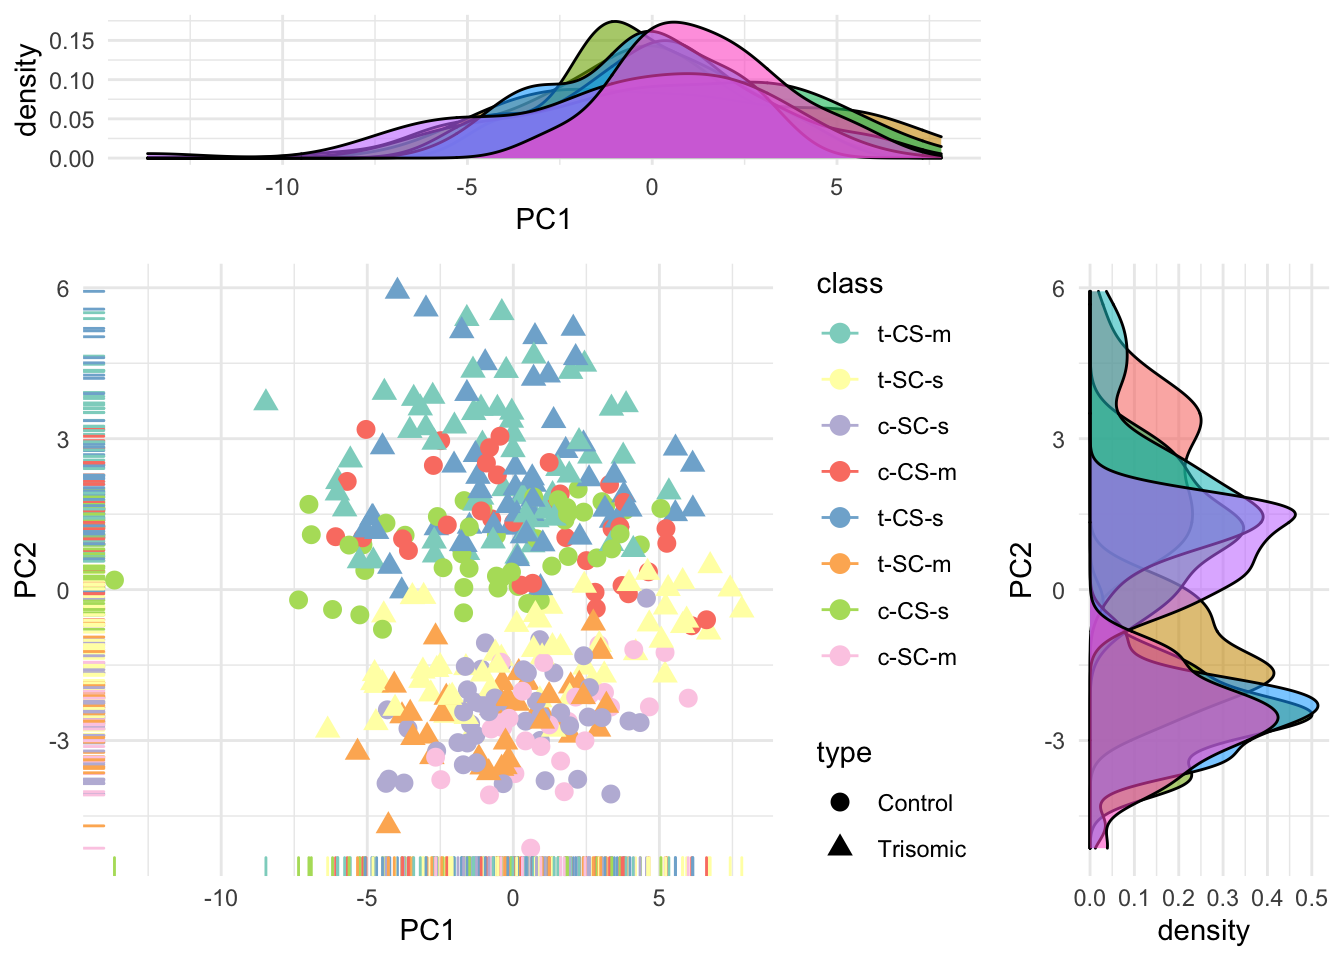 density
0.15
0.10
0.05
0.00
-10 -5 0 5
PC1
PC2
6
3
0
-3
-10 -5 0 5
PC1
class
t-CS-m
t-SC-s
c-SC-s
c-CS-m
t-CS-s
t-SC-m
c-CS-s
c-SC-m
type
Control
Trisomic
PC2
6
3
0
-3
0.0 0.1 0.2 0.3 0.4 0.5
density